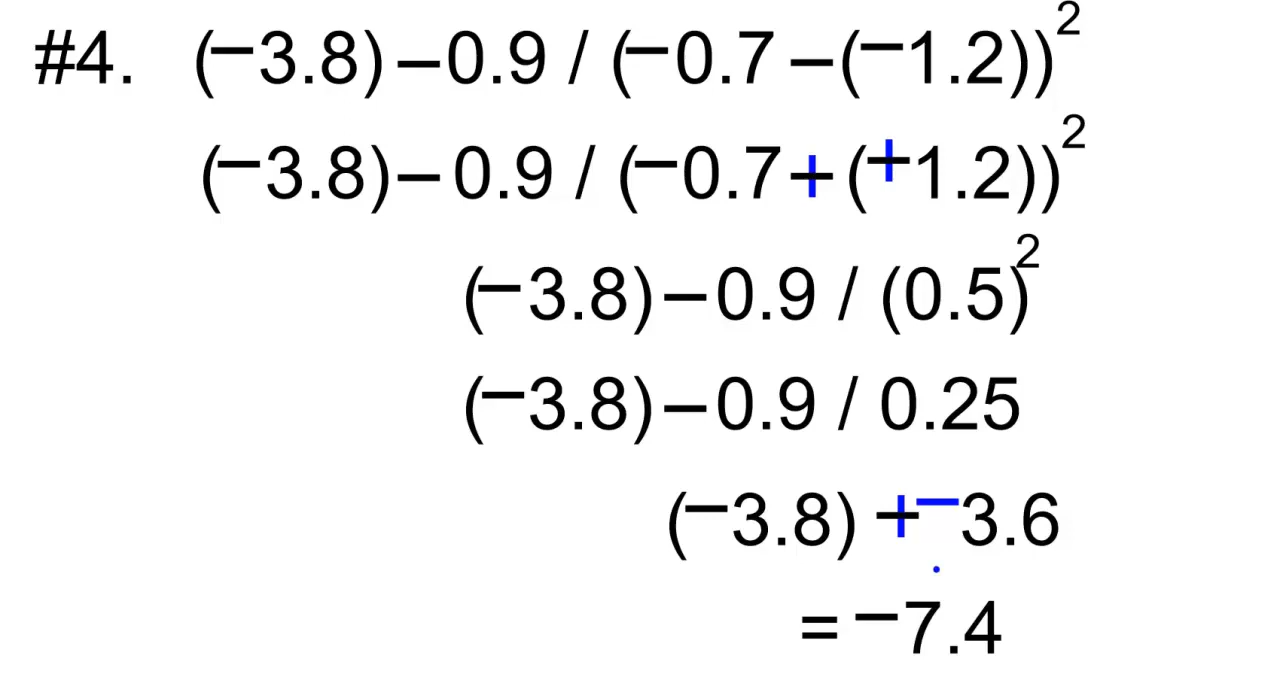 #4. (⁻3.8) – 0.9 / (⁻0.7 – (⁻1.2))²
(⁻3.8) – 0.9 / (⁻0.7 + (⁺1.2))²
(⁻3.8) – 0.9 / (0.5)²
(⁻3.8) – 0.9 / 0.25
(⁻3.8) + ⁻3.6
= ⁻7.4